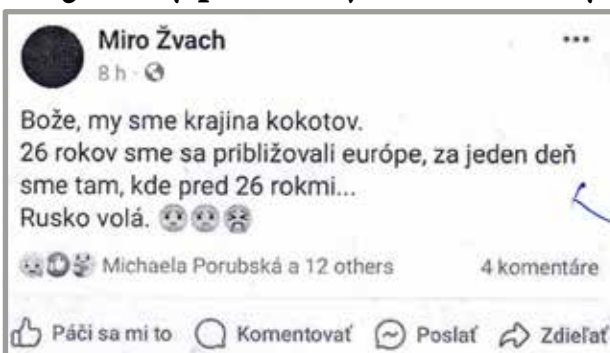 Miro Žvach
8 h
Bože, my sme krajina kokotov.
26 rokov sme sa približovali európe, za jeden deň
sme tam, kde pred 26 rokmi...
Rusko volá.
Michaela Porubská a 12 others 4 komentáre
Páči sa mi to Komentovať Poslať Zdieľať